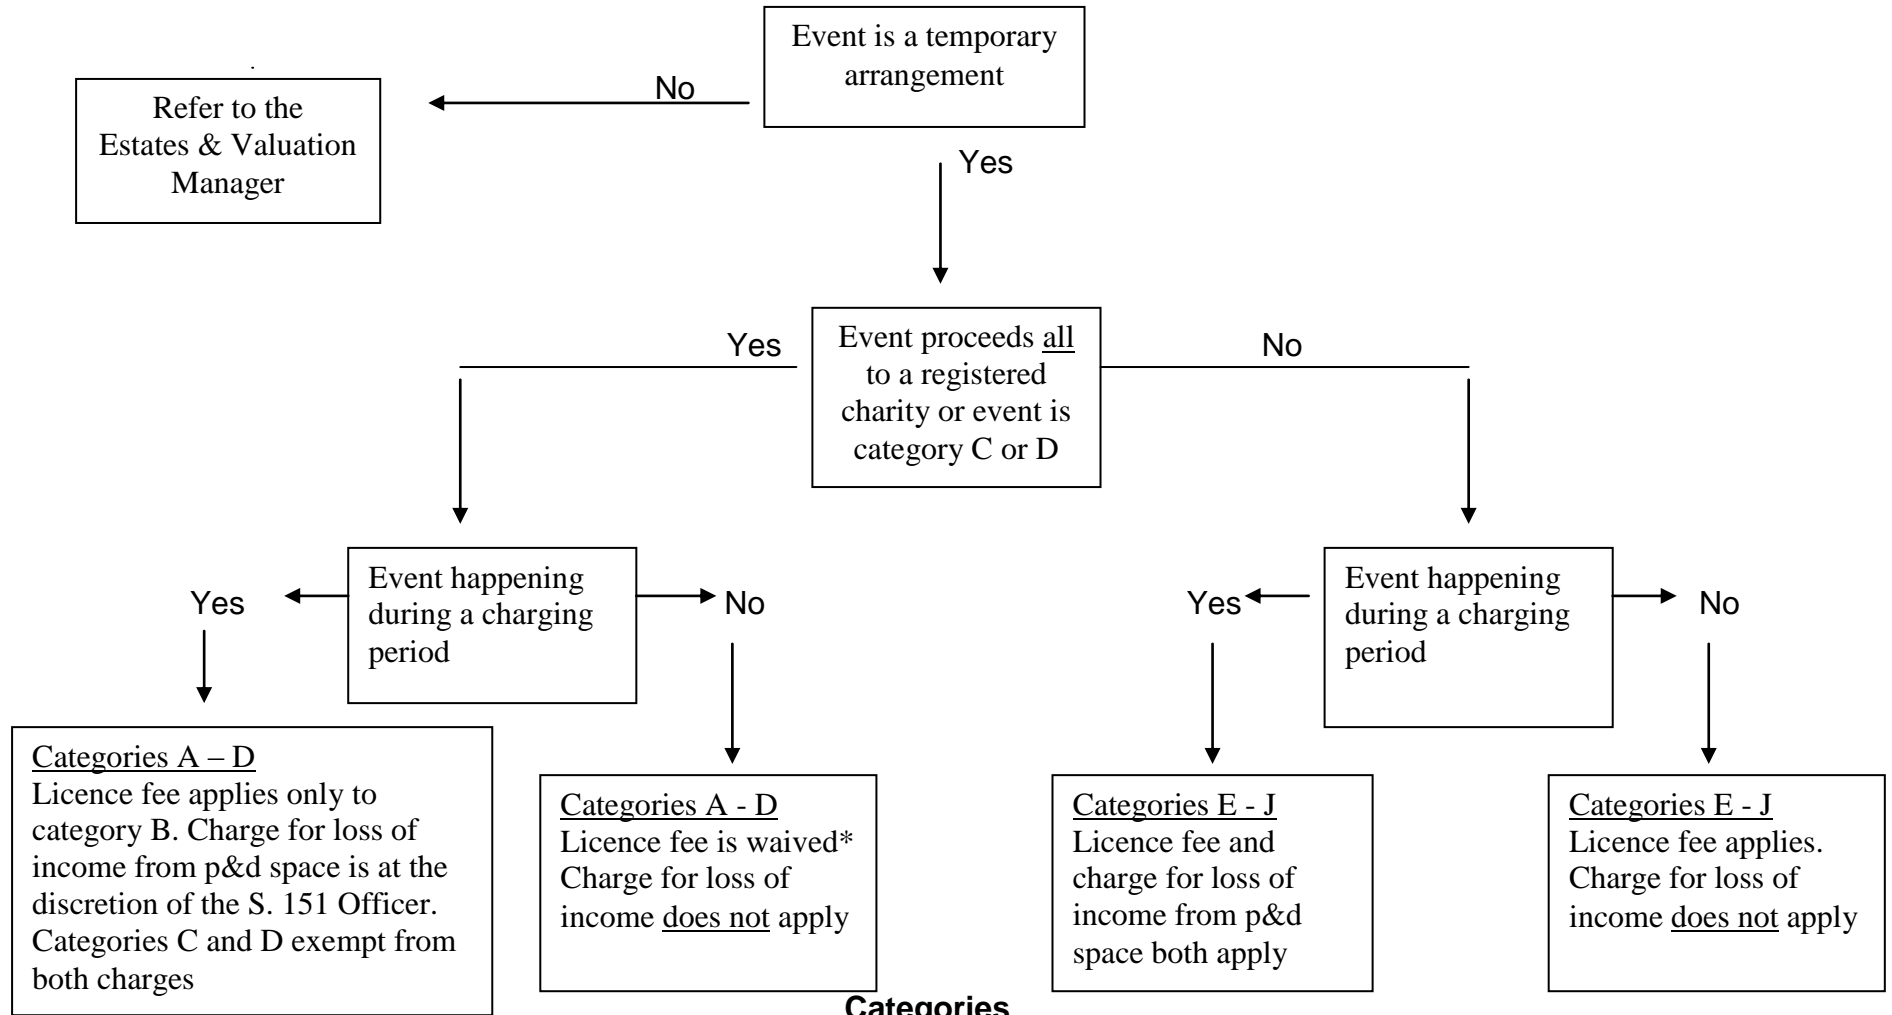 Event is a temporary
arrangement
No
Refer to the
Estates & Valuation
Manager
Yes
Event proceeds all
to a registered
charity or event is
category C or D
Yes
No
Event happening
during a charging
period
Yes
No
Event happening
during a charging
period
Yes
No
Categories A – D
Licence fee applies only to
category B. Charge for loss of
income from p&d space is at the
discretion of the S. 151 Officer.
Categories C and D exempt from
both charges
Categories A - D
Licence fee is waived*
Charge for loss of
income does not apply
Categories E - J
Licence fee and
charge for loss of
income from p&d
space both apply
Categories E - J
Licence fee applies.
Charge for loss of
income does not apply
Categories